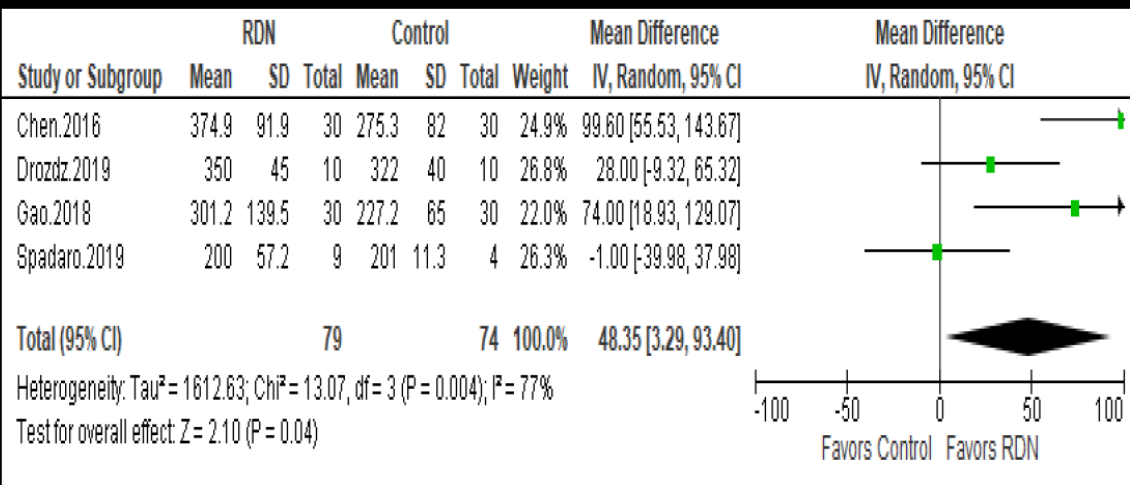 RDN Control Mean Difference Mean Difference
Study or Subgroup Mean SD Total Mean SD Total Weight IV, Random, 95% CI IV, Random, 95% CI
Chen.2016 374.9 91.9 30 275.3 82 30 24.9% 99.60 [55.53, 143.67]
Drozdz.2019 350 45 10 322 40 10 26.8% 28.00 [-9.32, 65.32]
Gao.2018 301.2 139.5 30 227.2 65 30 22.0% 74.00 [18.93, 129.07]
Spadaro.2019 200 57.2 9 201 11.3 4 26.3% -1.00 [-39.98, 37.98]
Total (95% CI) 79 74 100.0% 48.35 [3.29, 93.40]
Heterogeneity: Tau² = 1612.63; Chi² = 13.07, df = 3 (P = 0.004); I² = 77%
Test for overall effect: Z = 2.10 (P = 0.04)
-100 -50 0 50 100
Favors Control Favors RDN